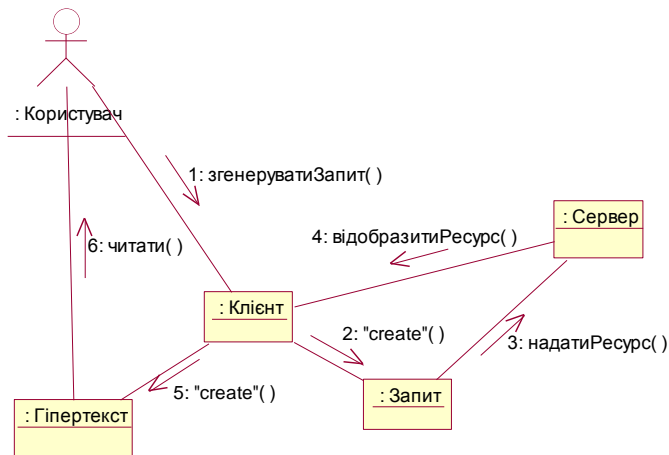 : Користувач
1: згенеруватиЗапит( )
: Сервер
4: відобразитиРесурс( )
6: читати( )
: Клієнт
2: "create"( )
3: надатиРесурс( )
5: "create"( )
: Запит
: Гіпертекст